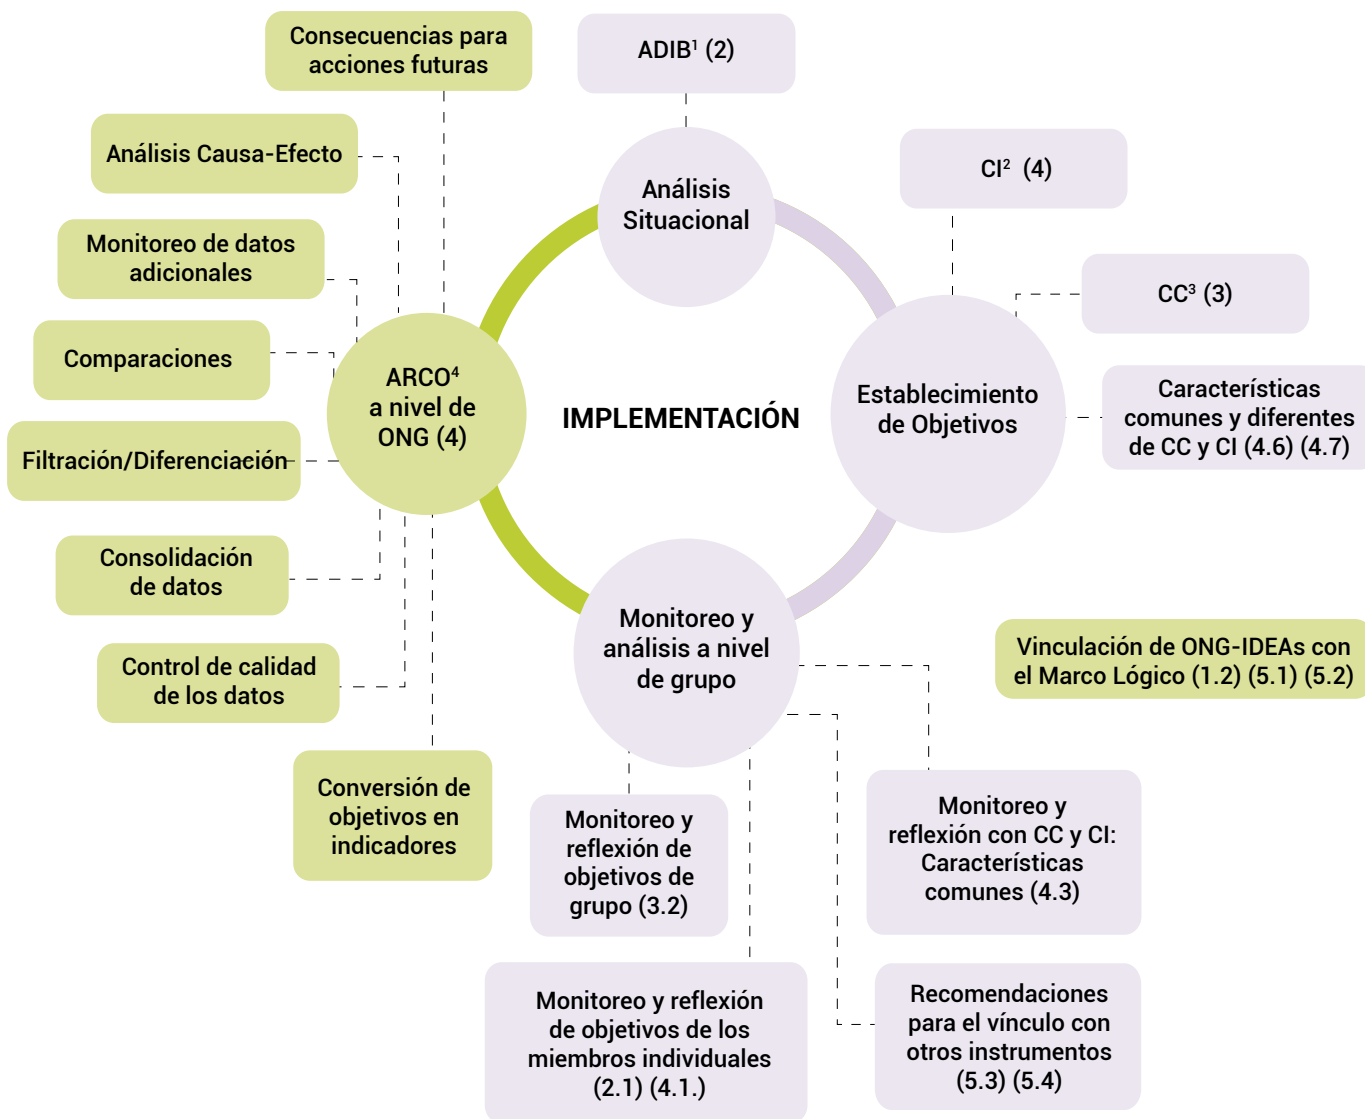 Consecuencias para
acciones futuras
ADIB¹ (2)
Análisis Causa-Efecto
CI² (4)
Análisis
Situacional
Monitoreo de datos
adicionales
CC³ (3)
Comparaciones
ARCO⁴
a nivel de
ONG (4)
IMPLEMENTACIÓN
Establecimiento
de Objetivos
Características
comunes y diferentes
de CC y CI (4.6) (4.7)
Filtración/Diferenciación
Consolidación
de datos
Monitoreo y
análisis a nivel
de grupo
Control de calidad
de los datos
Vinculación de ONG-IDEAs con
el Marco Lógico (1.2) (5.1) (5.2)
Conversión de
objetivos en
indicadores
Monitoreo y
reflexión de
objetivos de
grupo (3.2)
Monitoreo y
reflexión con CC y CI:
Características
comunes (4.3)
Monitoreo y reflexión
de objetivos de los
miembros individuales
(2.1) (4.1.)
Recomendaciones
para el vínculo con
otros instrumentos
(5.3) (5.4)